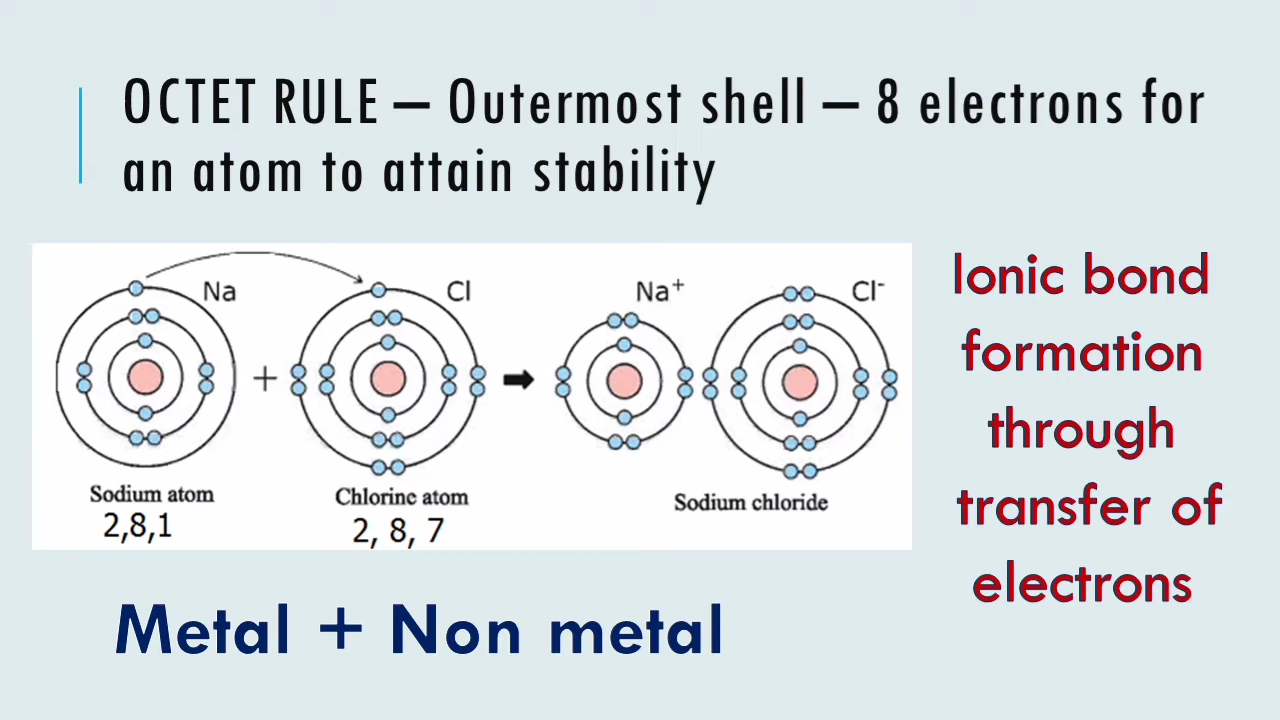 OCTET RULE – Outermost shell – 8 electrons for
an atom to attain stability
Na
Cl
Na+
Cl-
+
Sodium atom
2,8,1
Chlorine atom
2, 8, 7
Sodium chloride
Ionic bond
formation
through
transfer of
electrons
Metal + Non metal